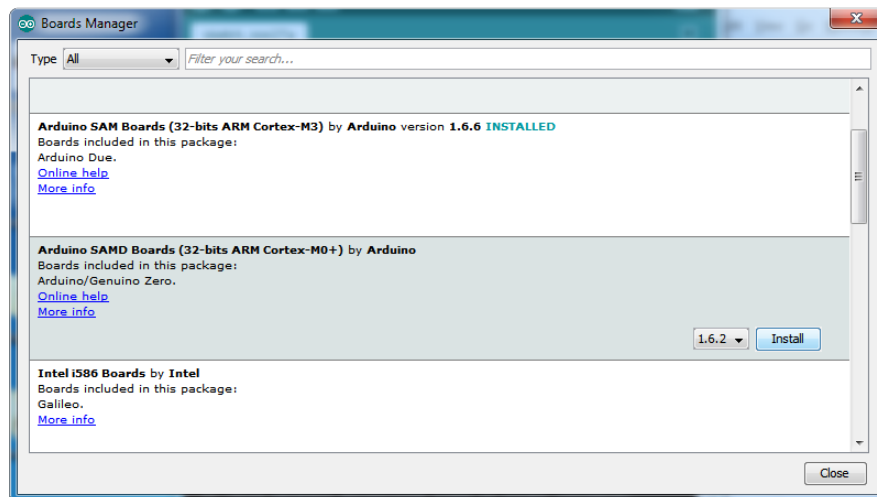 Boards Manager
Type All Filter your search...
Arduino SAM Boards (32-bits ARM Cortex-M3) by Arduino version 1.6.6 INSTALLED
Boards included in this package:
Arduino Due.
Online help
More info
Arduino SAMD Boards (32-bits ARM Cortex-M0+) by Arduino
Boards included in this package:
Arduino/Genuino Zero.
Online help
More info
1.6.2 Install
Intel i586 Boards by Intel
Boards included in this package:
Galileo.
More info
Close